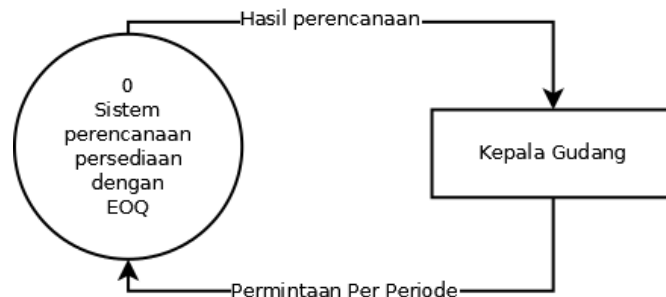 Hasil perencanaan
0
Sistem
perencanaan
persediaan
dengan
EOQ
Kepala Gudang
Permintaan Per Periode